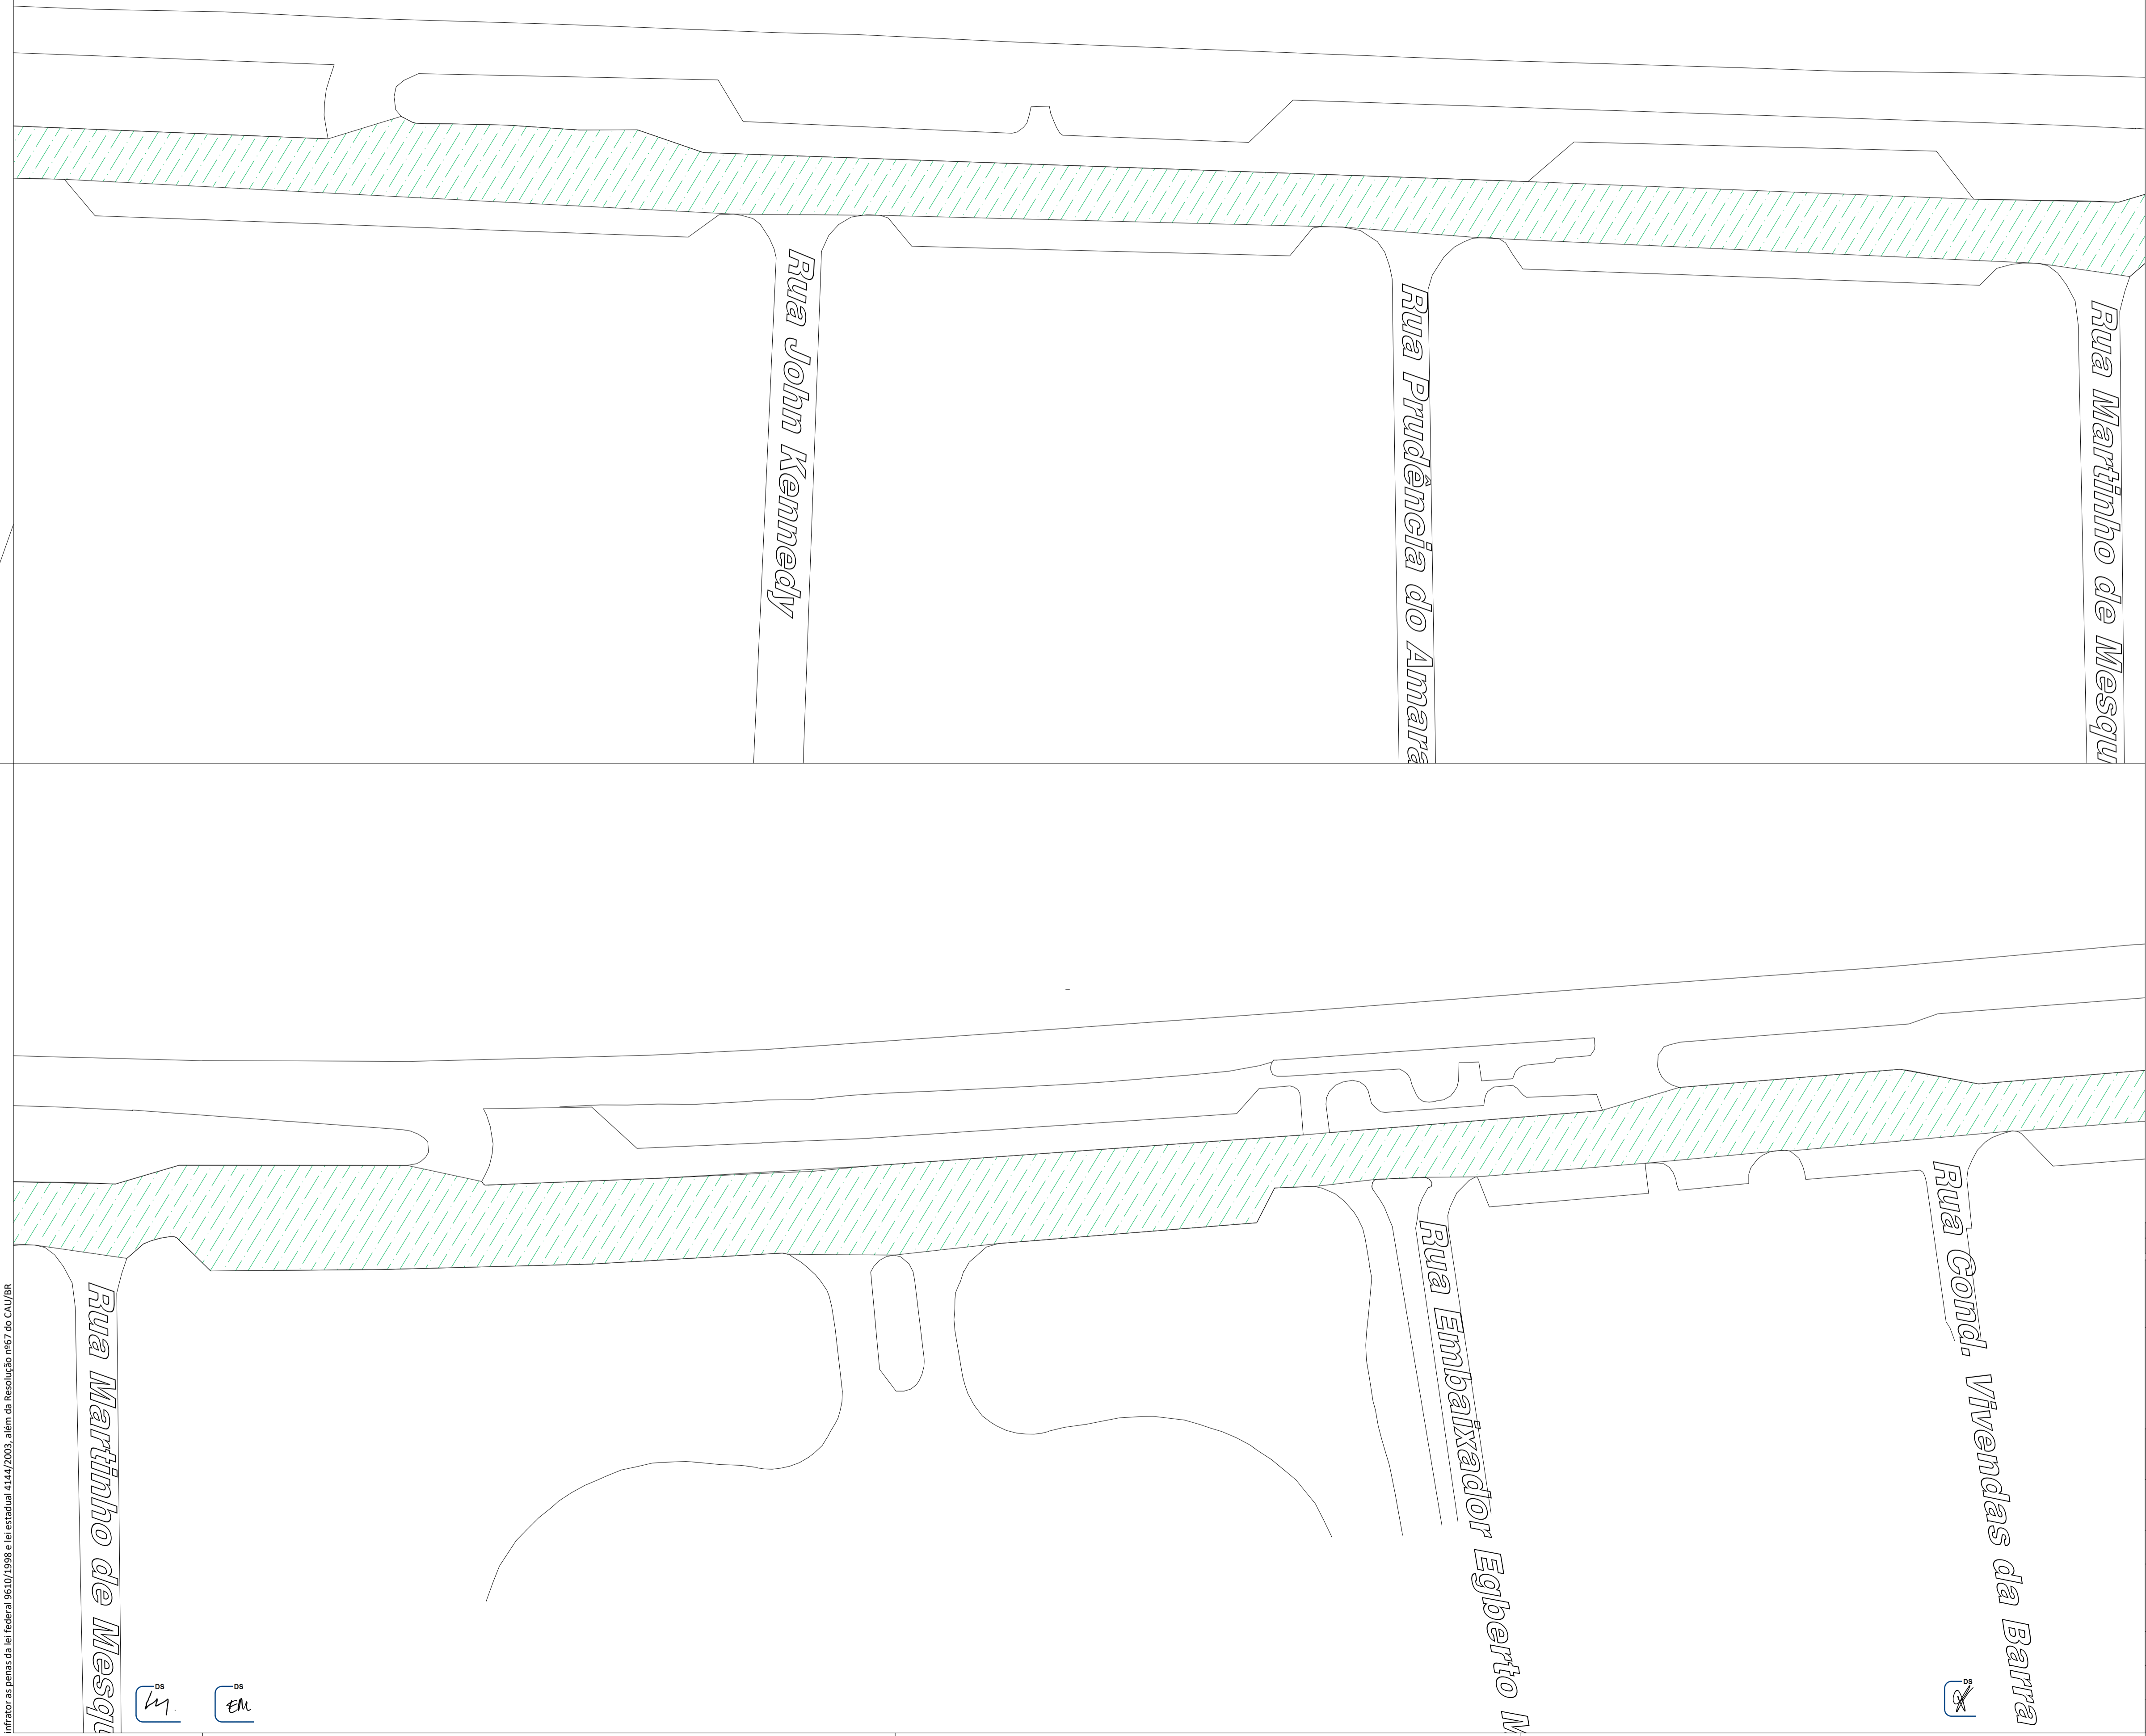 Rua John Kennedy
Rua Prudência do Amara
Rua Martinho de Mesqu
infrator as penas da lei federal 9610/1998 e lei estadual 4144/2003, além da Resolução nº67 do CAU/BR
Rua Martinho de Mesqu
Rua Embaixador Egberto M
Rua Cond. Vivendas da Barra
DS
DS
EM
DS